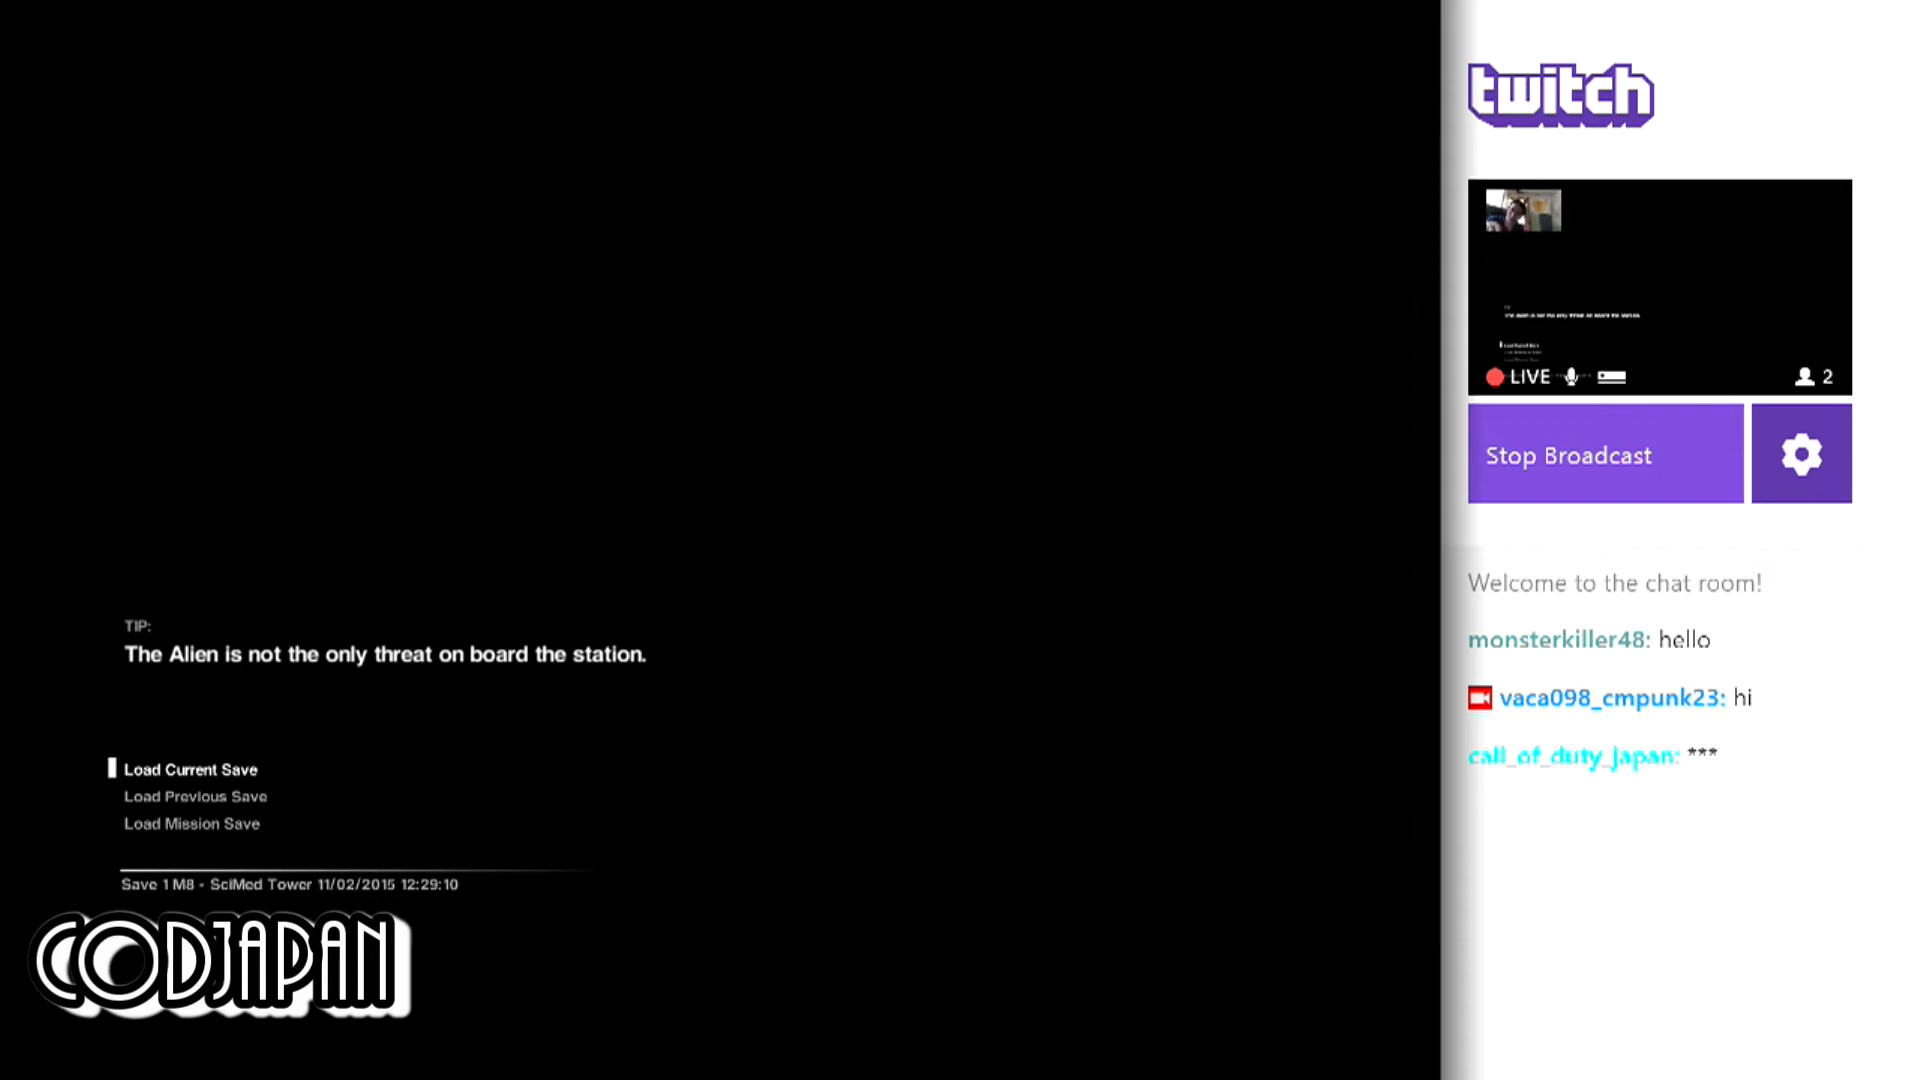 TIP:
The Alien is not the only threat on board the station.
Load Current Save
Load Previous Save
Load Mission Save
Save 1 M8 - SciMed Tower 11/02/2015 12:29:10
CODJAPAN
twitch
LIVE
2
Stop Broadcast
Welcome to the chat room!
monsterkiller48: hello
vaca098_cmpunk23: hi
call_of_duty_japan: ***